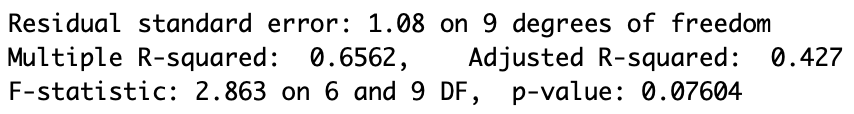 Residual standard error: 1.08 on 9 degrees of freedom
Multiple R-squared:  0.6562,    Adjusted R-squared:  0.427
F-statistic: 2.863 on 6 and 9 DF,  p-value: 0.07604